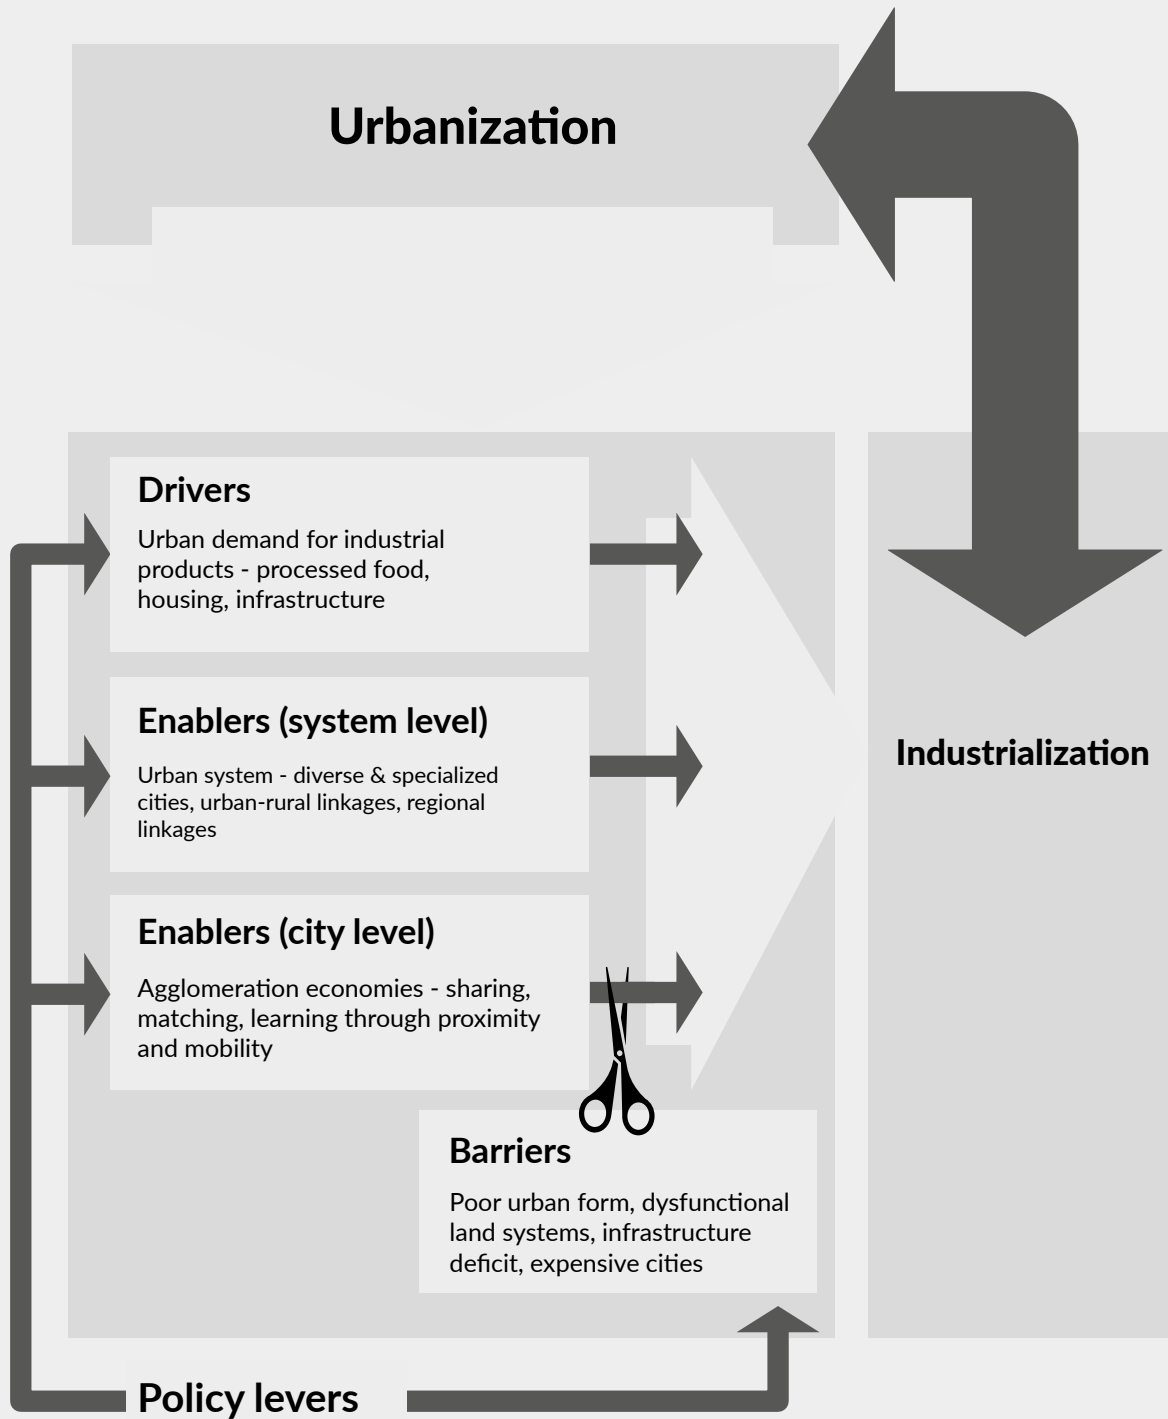 Urbanization
Drivers
Urban demand for industrial
products - processed food,
housing, infrastructure
Enablers (system level)
Urban system - diverse & specialized
cities, urban-rural linkages, regional
linkages
Industrialization
Enablers (city level)
Agglomeration economies - sharing,
matching, learning through proximity
and mobility
Barriers
Poor urban form, dysfunctional
land systems, infrastructure
deficit, expensive cities
Policy levers